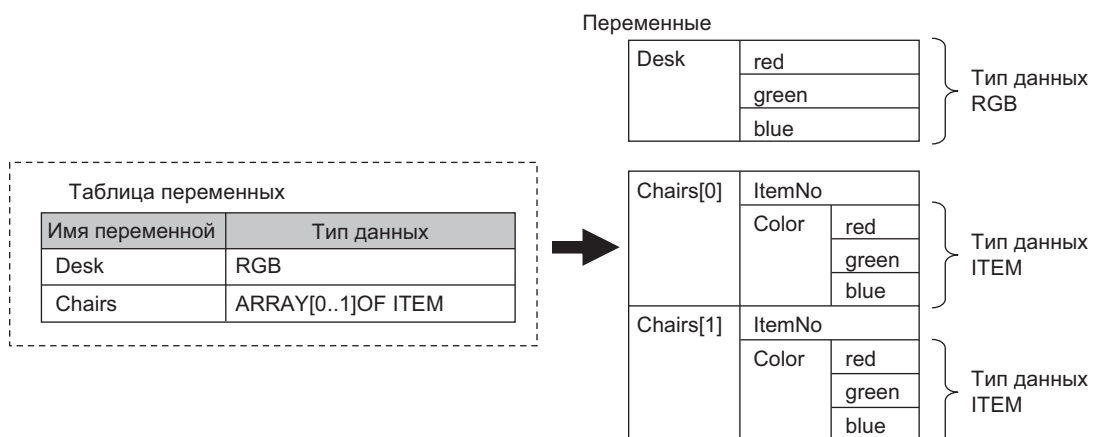 Переменные
Desk
red
green
blue
Тип данных
RGB
Таблица переменных
Имя переменной Тип данных
Desk RGB
Chairs ARRAY[0..1]OF ITEM
Chairs[0] ItemNo
Color red
green
blue
Тип данных
ITEM
Chairs[1] ItemNo
Color red
green
blue
Тип данных
ITEM